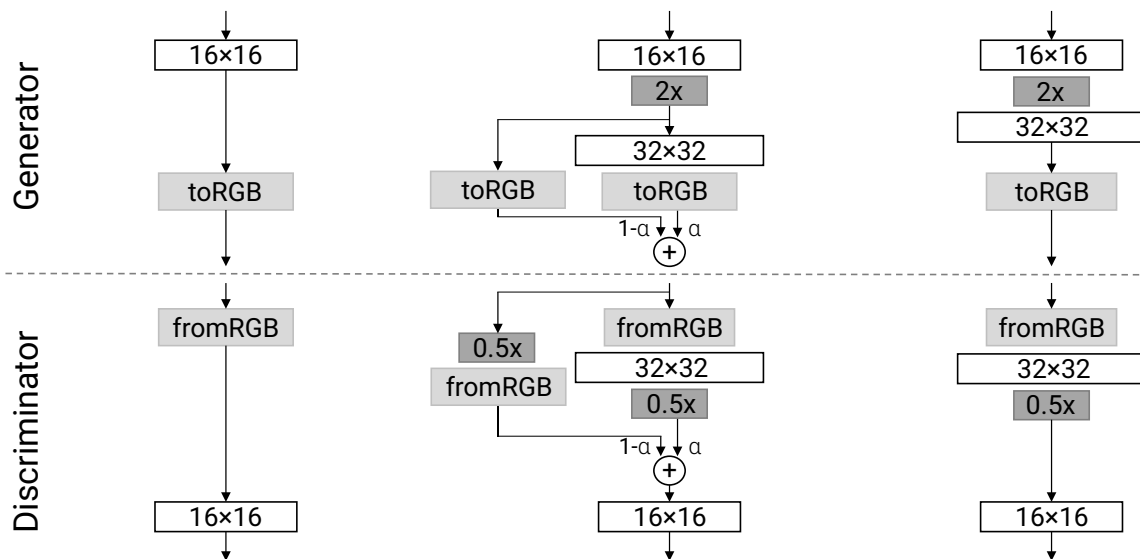 Generator
16×16
toRGB
16×16
2x
32×32
toRGB
toRGB
1-α
α
+
16×16
2x
32×32
toRGB
Discriminator
fromRGB
16×16
fromRGB
0.5x
32×32
fromRGB
0.5x
1-α
α
+
16×16
fromRGB
32×32
0.5x
16×16